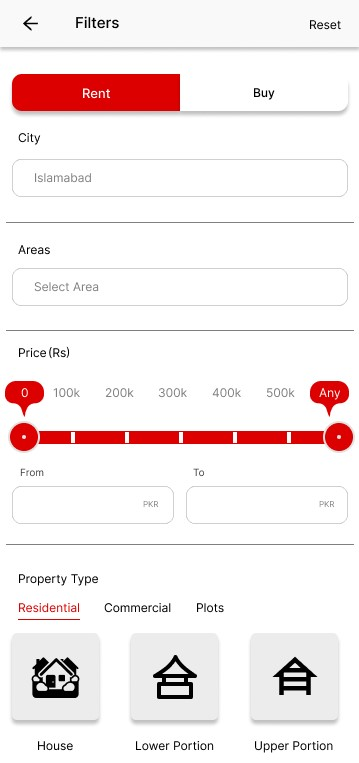 Filters Reset
Rent Buy
City
Islamabad
Areas
Select Area
Price (Rs)
0 100k 200k 300k 400k 500k Any
From To
PKR PKR
Property Type
Residential Commercial Plots
House Lower Portion Upper Portion